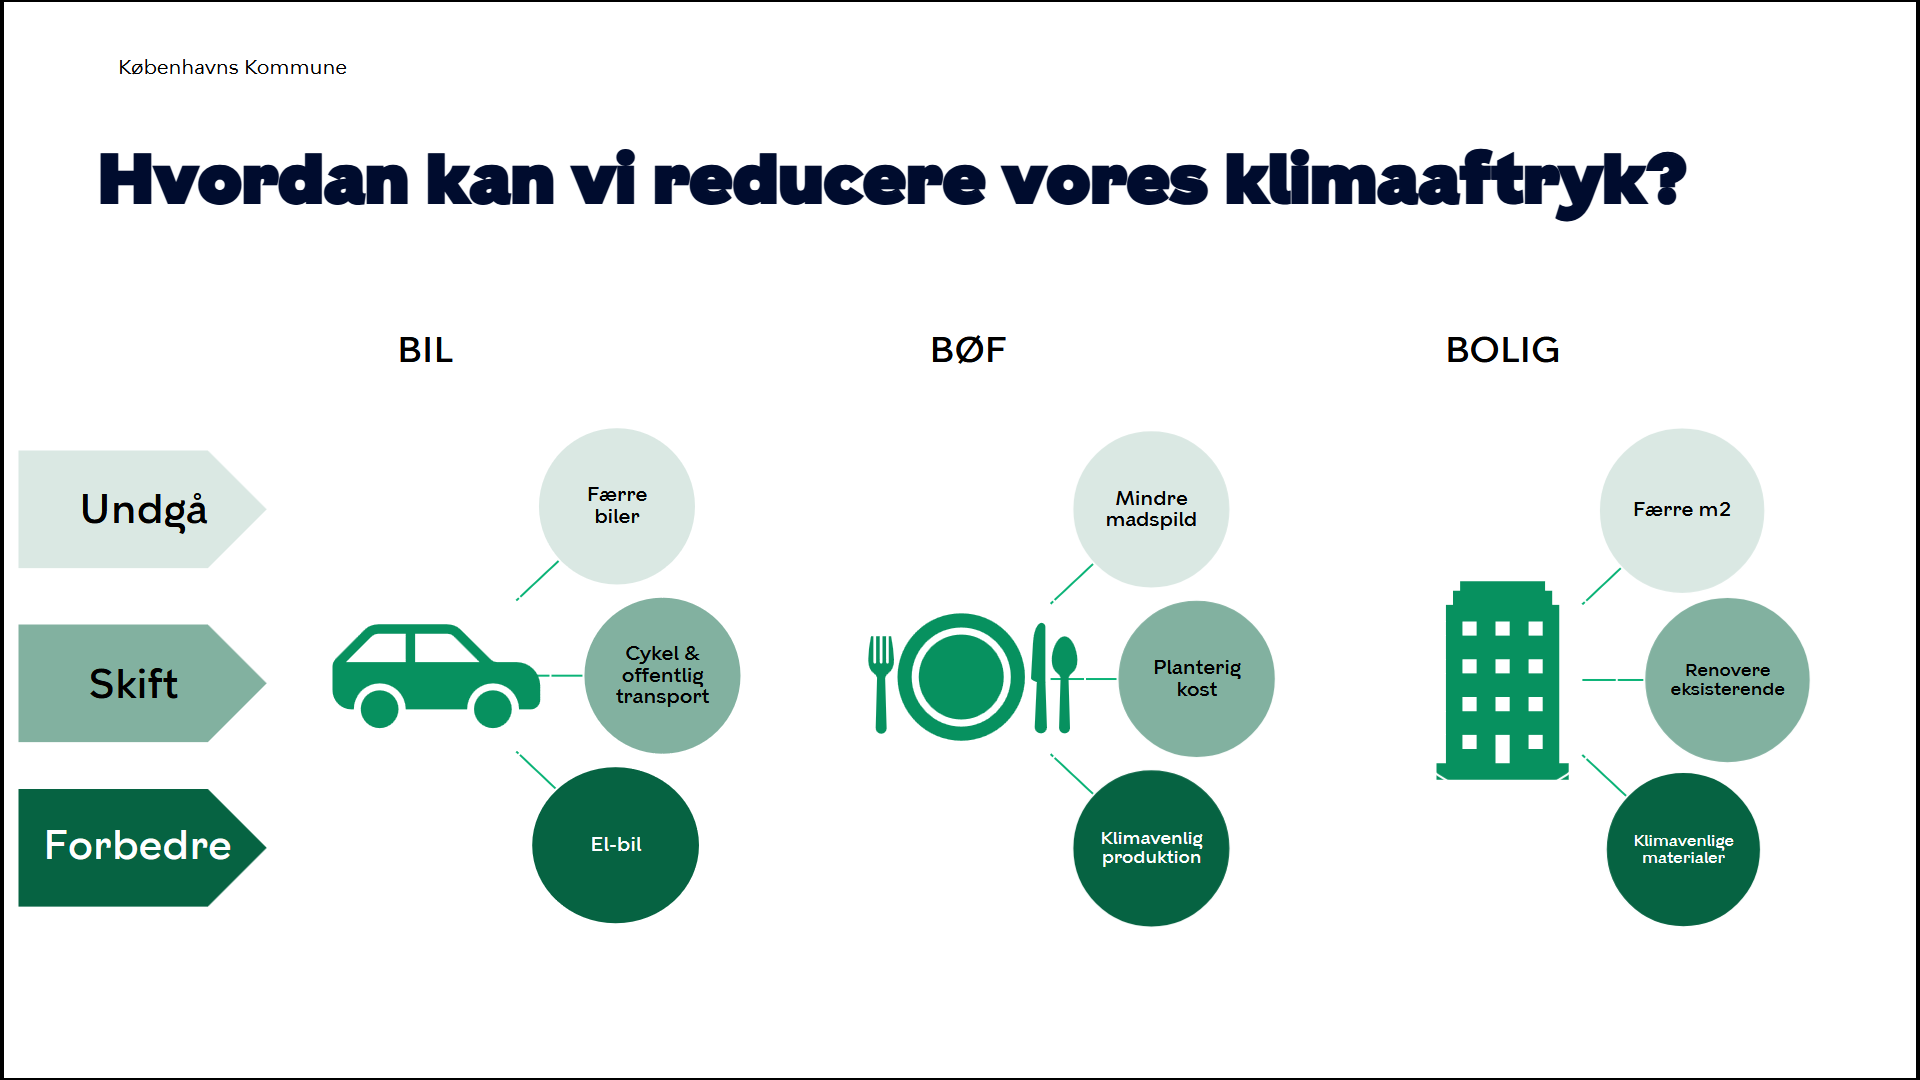 Københavns Kommune
Hvordan kan vi reducere vores klimaaftryk?
BIL
BØF
BOLIG
Undgå
Færre
biler
Mindre
madspild
Færre m2
Skift
Cykel &
offentlig
transport
Planterig
kost
Renovere
eksisterende
Forbedre
El-bil
Klimavenlig
produktion
Klimavenlige
materialer